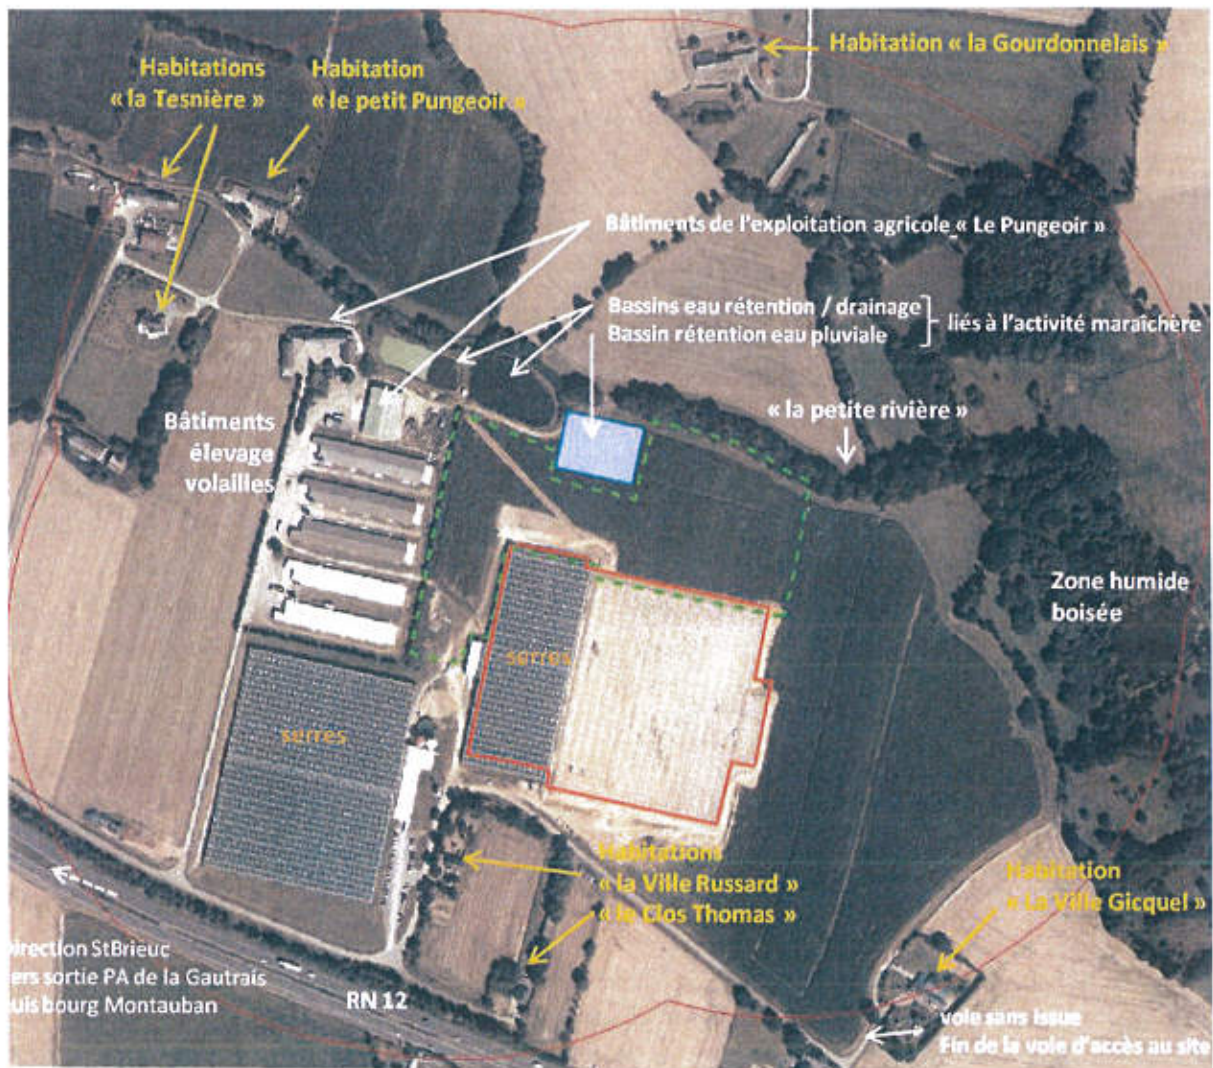 Habitation « la Gourdonnelais »
Habitations
« la Tesnière »
Habitation
« le petit Pungeoir »
Bâtiments de l'exploitation agricole « Le Pungeoir »
Bassins eau rétention / drainage
Bassin rétention eau pluviale
liés à l'activité maraîchère
« la petite rivière »
Bâtiments
élevage
volailles
Zone humide
boisée
serres
serres
Habitations
« la Ville Russard »
« le Clos Thomas »
Habitation
« La Ville Gicquel »
Direction StBrieuc
ers sortie PA de la Gautrais
uis bourg Montauban
RN 12
voie sans issue
Fin de la voie d'accès au site